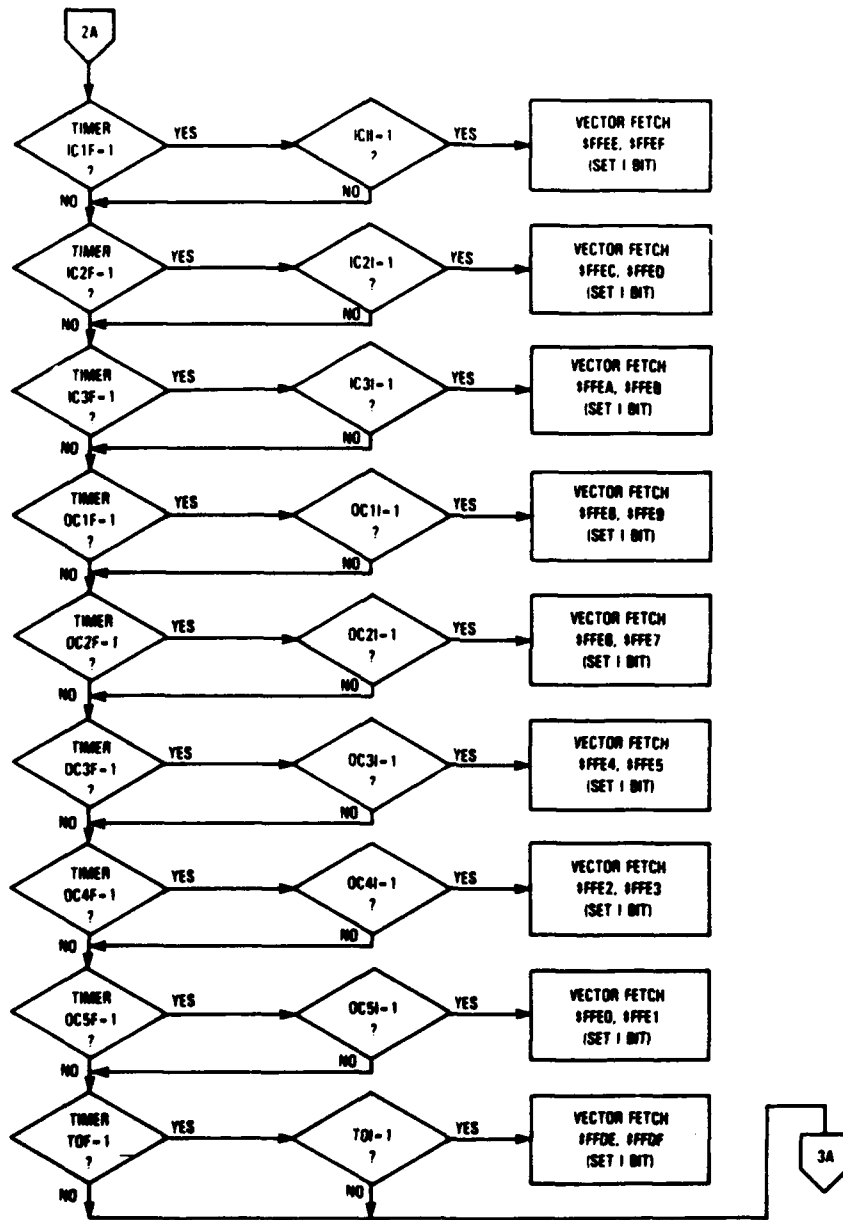 2A
TIMER
IC1F=1
?
YES
ICII=1
?
YES
VECTOR FETCH
$FFEE, $FFEF
(SET I BIT)
NO
NO
TIMER
IC2F=1
?
YES
IC2I=1
?
YES
VECTOR FETCH
$FFEC, $FFED
(SET I BIT)
NO
NO
TIMER
IC3F=1
?
YES
IC3I=1
?
YES
VECTOR FETCH
$FFEA, $FFEB
(SET I BIT)
NO
NO
TIMER
OC1F=1
?
YES
OC1I=1
?
YES
VECTOR FETCH
$FFE8, $FFE9
(SET I BIT)
NO
NO
TIMER
OC2F=1
?
YES
OC2I=1
?
YES
VECTOR FETCH
$FFE6, $FFE7
(SET I BIT)
NO
NO
TIMER
OC3F=1
?
YES
OC3I=1
?
YES
VECTOR FETCH
$FFE4, $FFE5
(SET I BIT)
NO
NO
TIMER
OC4F=1
?
YES
OC4I=1
?
YES
VECTOR FETCH
$FFE2, $FFE3
(SET I BIT)
NO
NO
TIMER
OC5F=1
?
YES
OC5I=1
?
YES
VECTOR FETCH
$FFE0, $FFE1
(SET I BIT)
NO
NO
TIMER
TOF=1
?
YES
TOI=1
?
YES
VECTOR FETCH
$FFDE, $FFDF
(SET I BIT)
NO
NO
3A